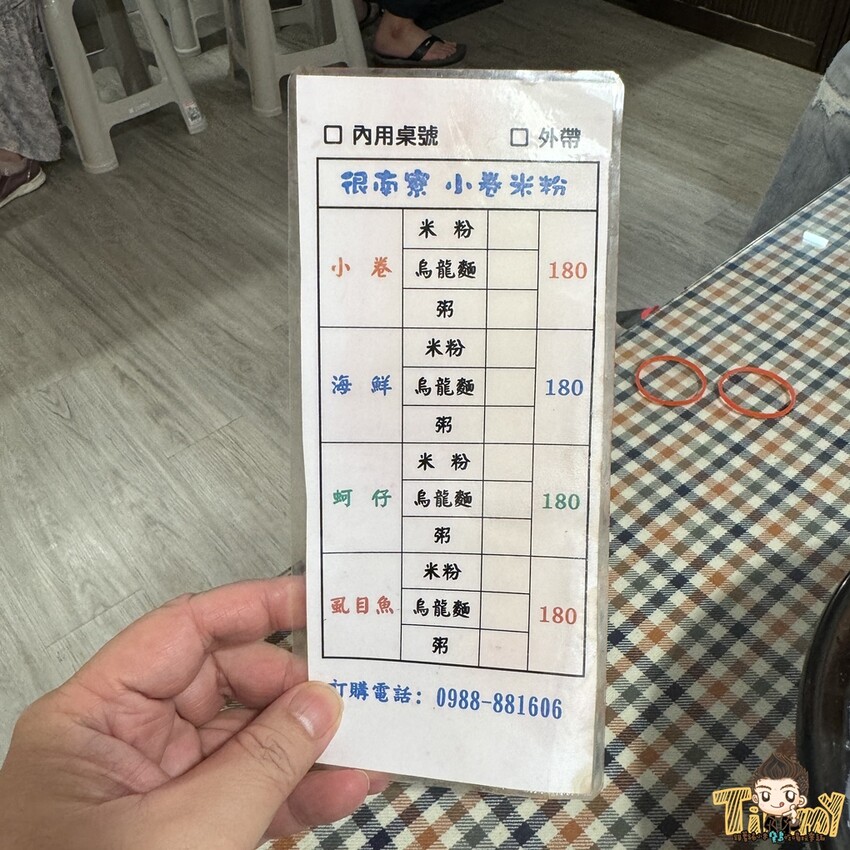 ☐ 內用桌號 ☐ 外帶
很南寮 小卷米粉
小卷 米粉 180
烏龍麵
粥
海鮮 米粉 180
烏龍麵
粥
蚵仔 米粉 180
烏龍麵
粥
虱目魚 米粉 180
烏龍麵
粥
訂購電話: 0988-881606